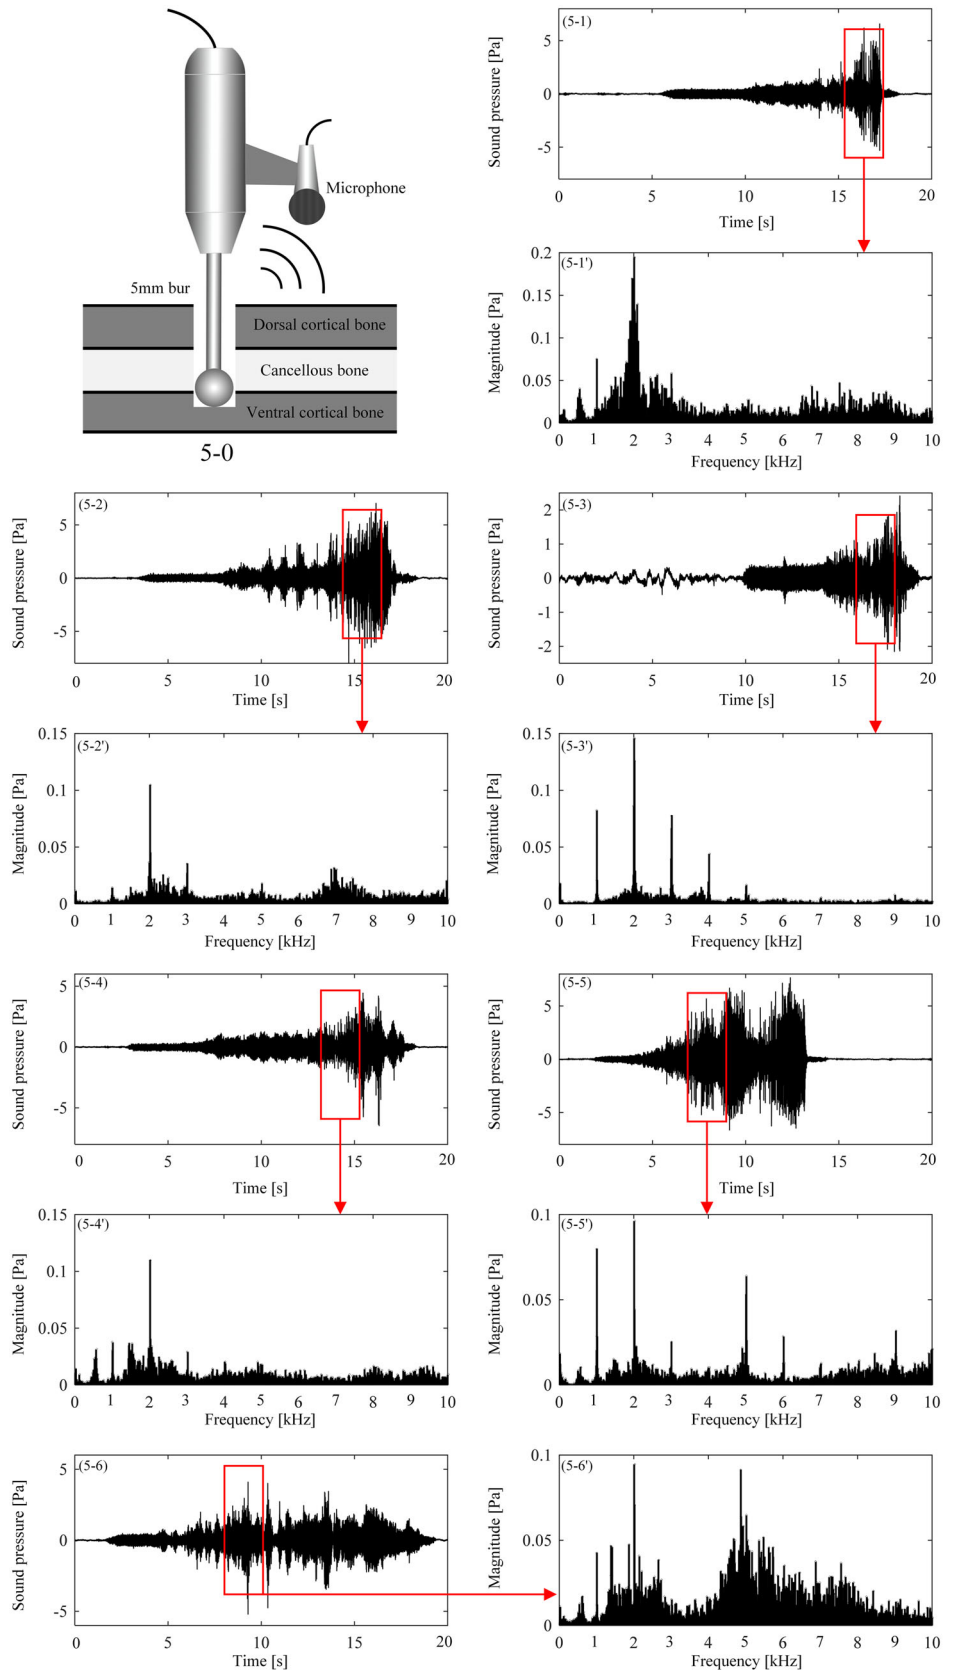 Microphone
5mm bur
Dorsal cortical bone
Cancellous bone
Ventral cortical bone
5-0
(5-1)
Sound pressure [Pa]
5
0
-5
0 5 10 15 20
Time [s]
(5-1')
Magnitude [Pa]
0.2
0.15
0.1
0.05
0
0 1 2 3 4 5 6 7 8 9 10
Frequency [kHz]
(5-2)
Sound pressure [Pa]
5
0
-5
0 5 10 15 20
Time [s]
(5-3)
Sound pressure [Pa]
2
1
0
-1
-2
0 5 10 15 20
Time [s]
(5-2')
Magnitude [Pa]
0.15
0.1
0.05
0
0 1 2 3 4 5 6 7 8 9 10
Frequency [kHz]
(5-3')
Magnitude [Pa]
0.15
0.1
0.05
0
0 1 2 3 4 5 6 7 8 9 10
Frequency [kHz]
(5-4)
Sound pressure [Pa]
5
0
-5
0 5 10 15 20
Time [s]
(5-5)
Sound pressure [Pa]
5
0
-5
5 10 15 20
Time [s]
(5-4')
Magnitude [Pa]
0.15
0.1
0.05
0
0 1 2 3 4 5 6 7 8 9 10
Frequency [kHz]
(5-5')
Magnitude [Pa]
0.1
0.05
0
0 1 2 3 4 5 6 7 8 9 10
Frequency [kHz]
(5-6)
Sound pressure [Pa]
5
0
-5
0 5 10 15 20
Time [s]
(5-6')
Magnitude [Pa]
0.1
0.05
0
0 1 2 3 4 5 6 7 8 9 10
Frequency [kHz]